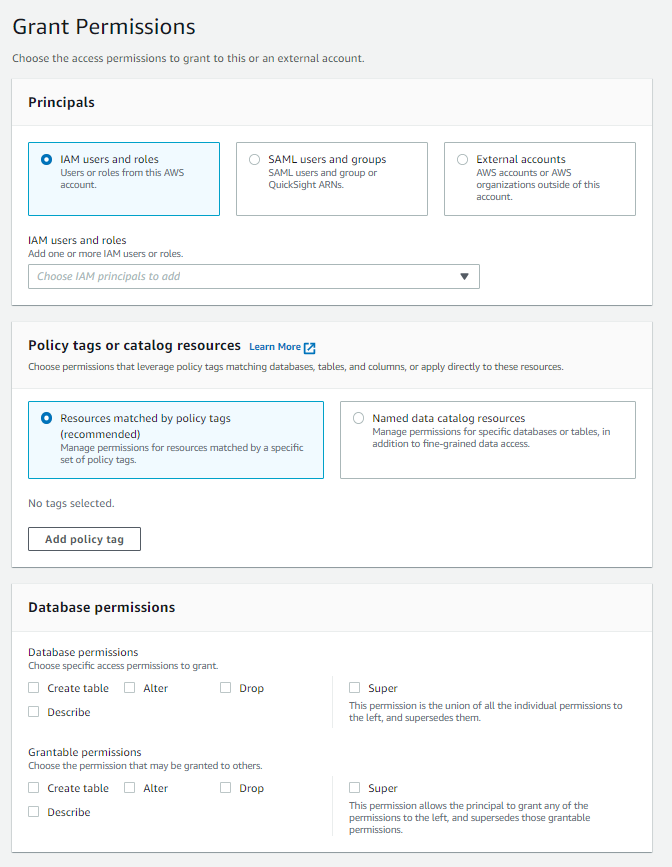 Grant Permissions
Choose the access permissions to grant to this or an external account.
Principals
IAM users and roles
Users or roles from this AWS
account.
SAML users and groups
SAML users and group or
QuickSight ARNs.
External accounts
AWS accounts or AWS
organizations outside of this
account.
IAM users and roles
Add one or more IAM users or roles.
Choose IAM principals to add
Policy tags or catalog resources Learn More
Choose permissions that leverage policy tags matching databases, tables, and columns, or apply directly to these resources.
Resources matched by policy tags
(recommended)
Manage permissions for resources matched by a specific
set of policy tags.
Named data catalog resources
Manage permissions for specific databases or tables, in
addition to fine-grained data access.
No tags selected.
Add policy tag
Database permissions
Database permissions
Choose specific access permissions to grant.
Create table Alter Drop
Describe
Super
This permission is the union of all the individual permissions to
the left, and supersedes them.
Grantable permissions
Choose the permission that may be granted to others.
Create table Alter Drop
Describe
Super
This permission allows the principal to grant any of the
permissions to the left, and supersedes those grantable
permissions.